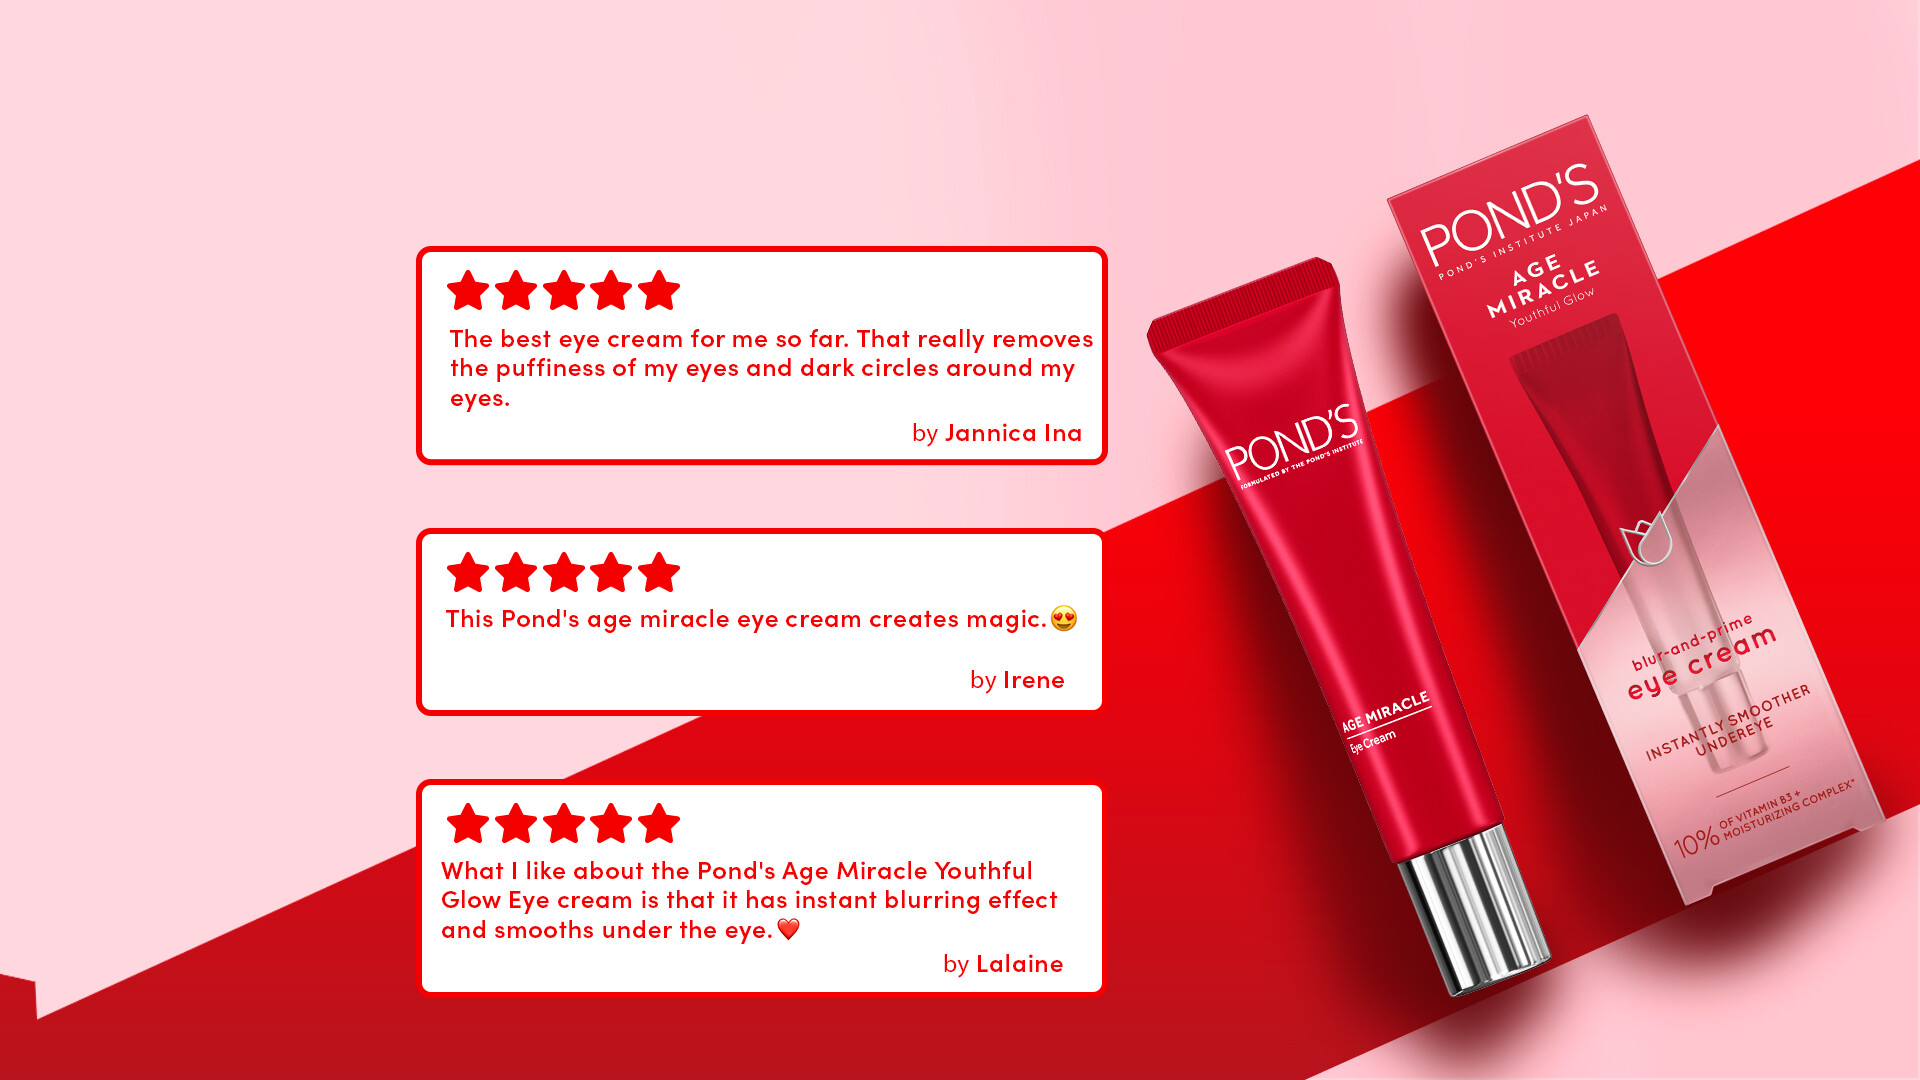 The best eye cream for me so far. That really removes
the puffiness of my eyes and dark circles around my
eyes.
by Jannica Ina
This Pond's age miracle eye cream creates magic.😍
by Irene
What I like about the Pond's Age Miracle Youthful
Glow Eye cream is that it has instant blurring effect
and smooths under the eye.❤️
by Lalaine
POND'S
FORMULATED BY THE POND'S INSTITUTE
AGE MIRACLE
Eye Cream
POND'S
POND'S INSTITUTE JAPAN
AGE
MIRACLE
Youthful Glow
blur-and-prime
eye cream
INSTANTLY SMOOTHER
UNDEREYE
10% OF VITAMIN B3 +
MOISTURIZING COMPLEX*